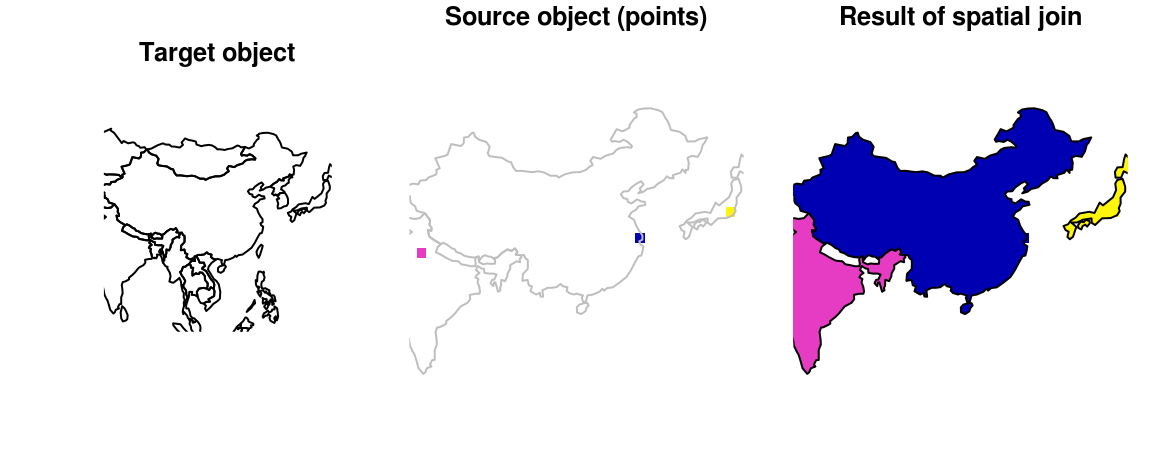 Target object
Source object (points)
Result of spatial join